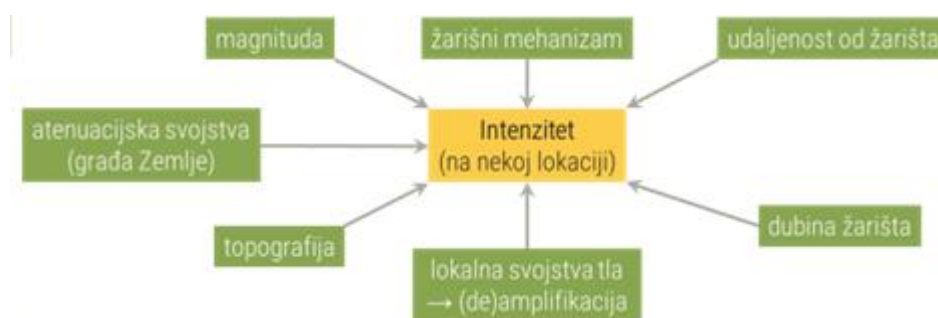 magnituda
žarišni mehanizam
udaljenost od žarišta
atenuacijska svojstva
(građa Zemlje)
Intenzitet
(na nekoj lokaciji)
topografija
lokalna svojstva tla
→ (de)amplifikacija
dubina žarišta